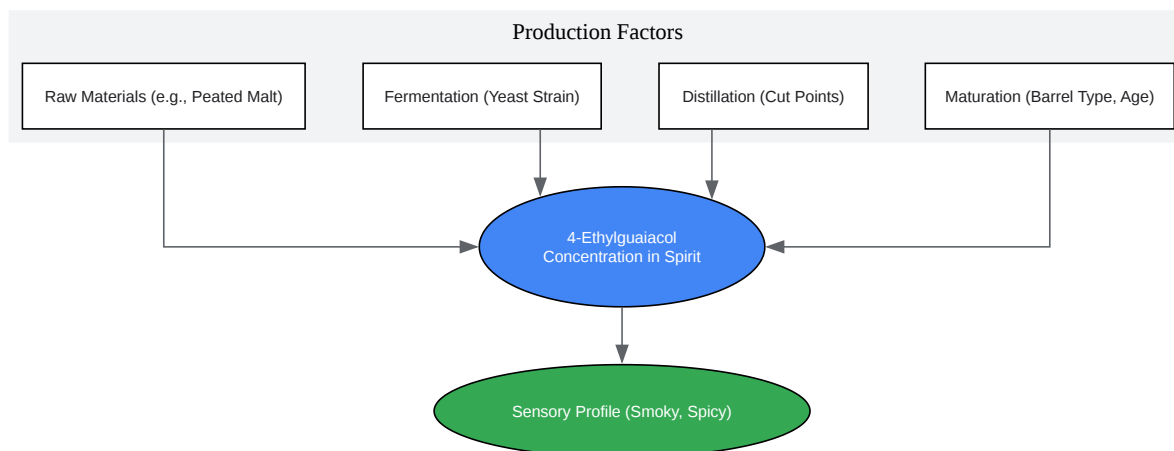 Production Factors
Raw Materials (e.g., Peated Malt)
Fermentation (Yeast Strain)
Distillation (Cut Points)
Maturation (Barrel Type, Age)
4-Ethylguaiacol
Concentration in Spirit
Sensory Profile (Smoky, Spicy)